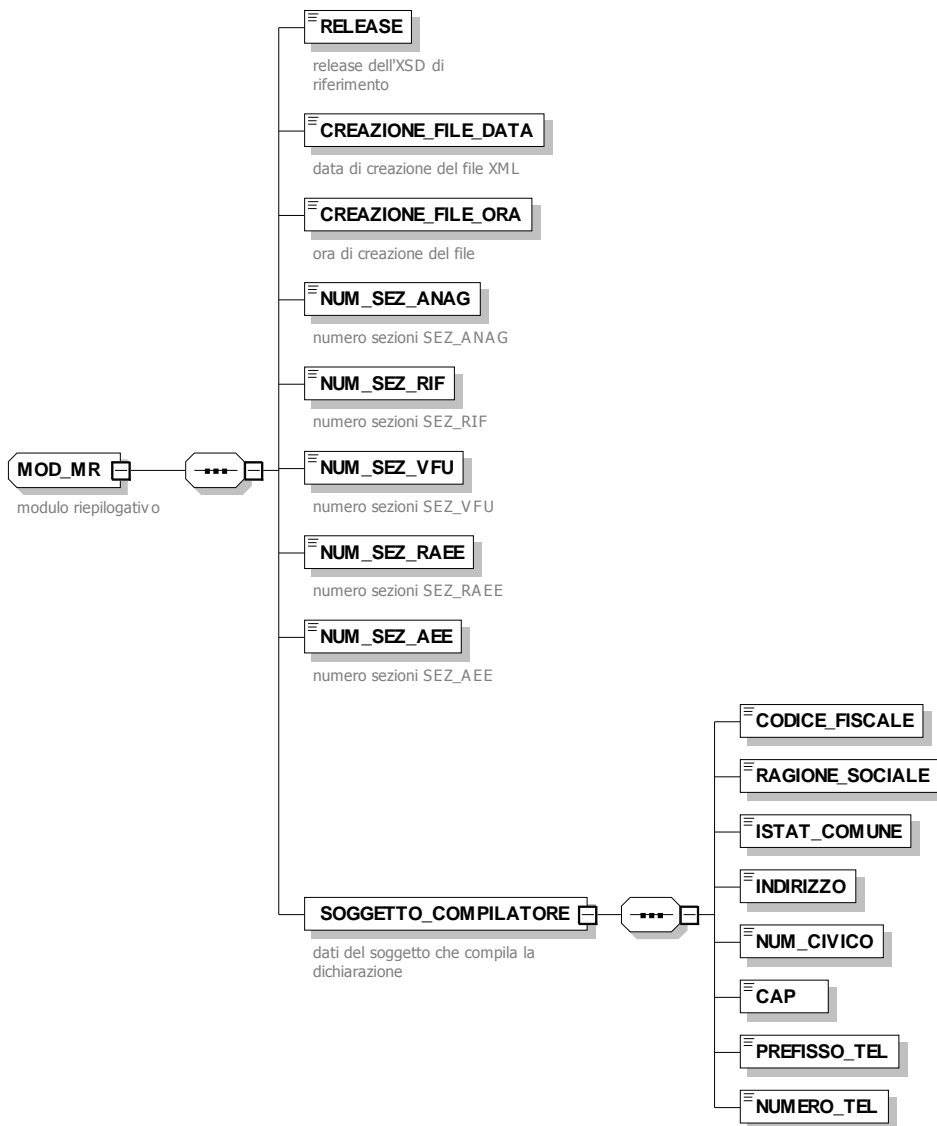 RELEASE
release dell'XSD di
riferimento
CREAZIONE_FILE_DATA
data di creazione del file XML
CREAZIONE_FILE_ORA
ora di creazione del file
NUM_SEZ_ANAG
numero sezioni SEZ_ANAG
NUM_SEZ_RIF
numero sezioni SEZ_RIF
MOD_MR
modulo riepilogativo
NUM_SEZ_VFU
numero sezioni SEZ_VFU
NUM_SEZ_RAEE
numero sezioni SEZ_RAEE
NUM_SEZ_AEE
numero sezioni SEZ_AEE
SOGGETTO_COMPILATORE
dati del soggetto che compila la
dichiarazione
CODICE_FISCALE
RAGIONE_SOCIALE
ISTAT_COMUNE
INDIRIZZO
NUM_CIVICO
CAP
PREFISSO_TEL
NUMERO_TEL